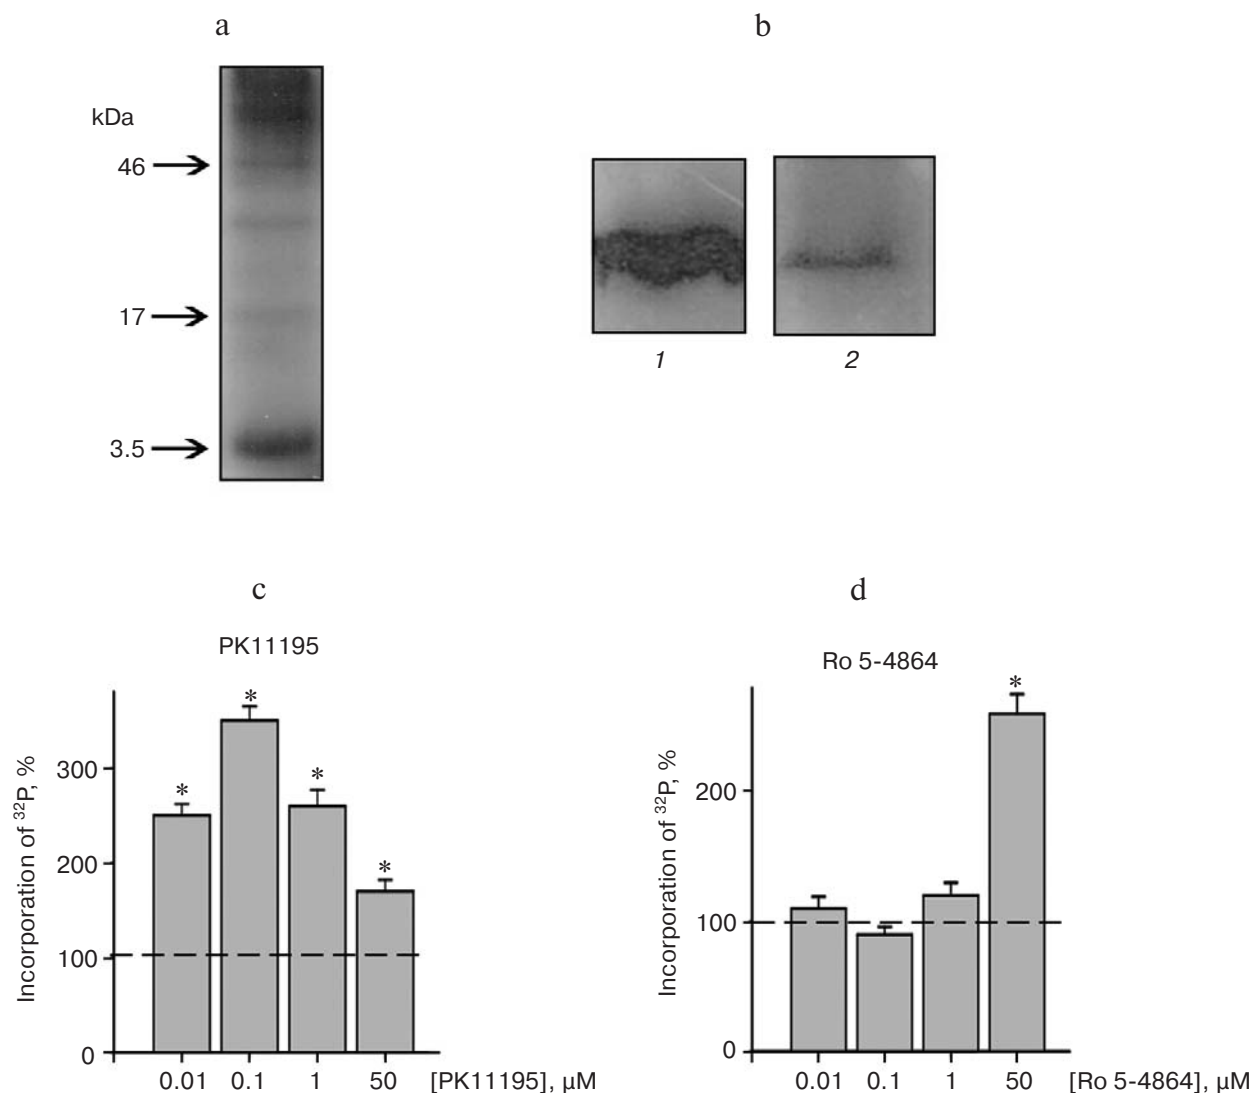 a
b
kDa
46
17
3.5
1
2
c
d
PK11195
Ro 5-4864
Incorporation of ³²P, %
300
200
100
0
*
*
*
*
0.01 0.1 1 50 [PK11195], μM
Incorporation of ³²P, %
200
100
0
*
0.01 0.1 1 50 [Ro 5-4864], μM